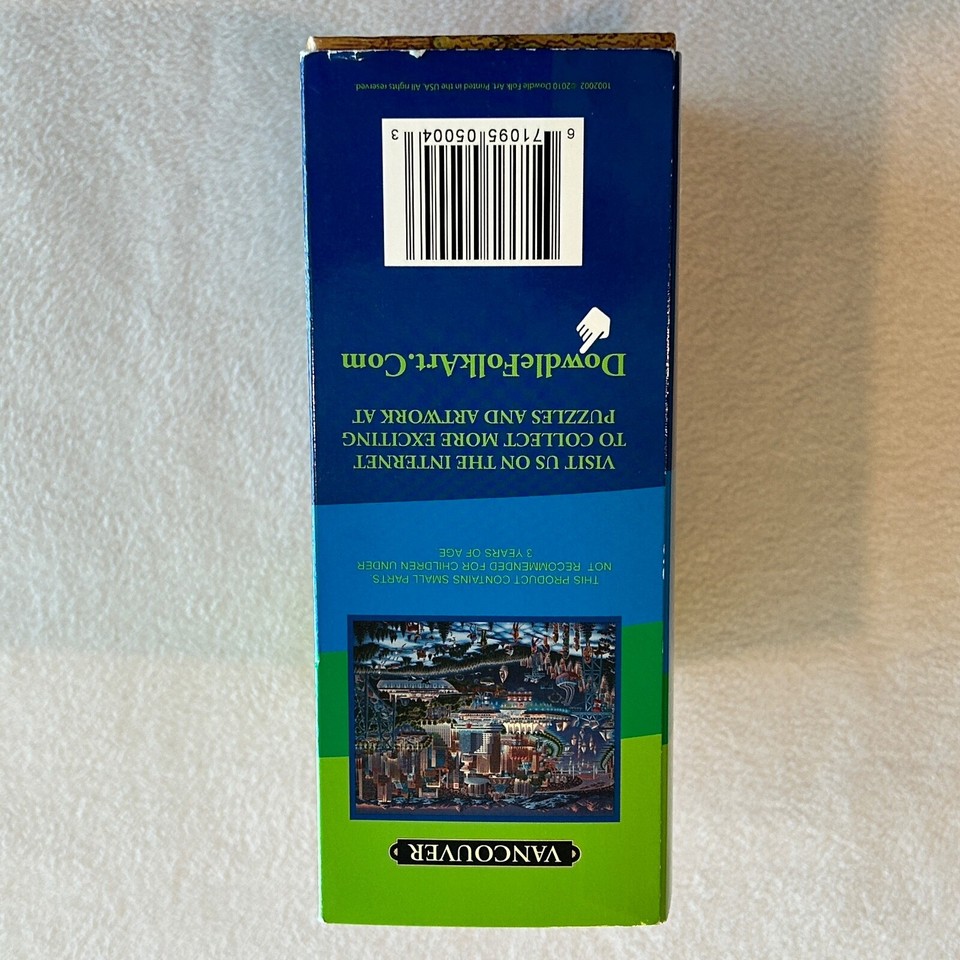 VANCOUVER
THIS PRODUCT CONTAINS SMALL PARTS
NOT RECOMMENDED FOR CHILDREN UNDER
3 YEARS OF AGE
VISIT US ON THE INTERNET
TO COLLECT MORE EXCITING
PUZZLES AND ARTWORK AT
DowdleFolkArt.Com
6 71095 05004 3
1002002 ©2010 Dowdle Folk Art. Printed in the USA. All rights reserved.